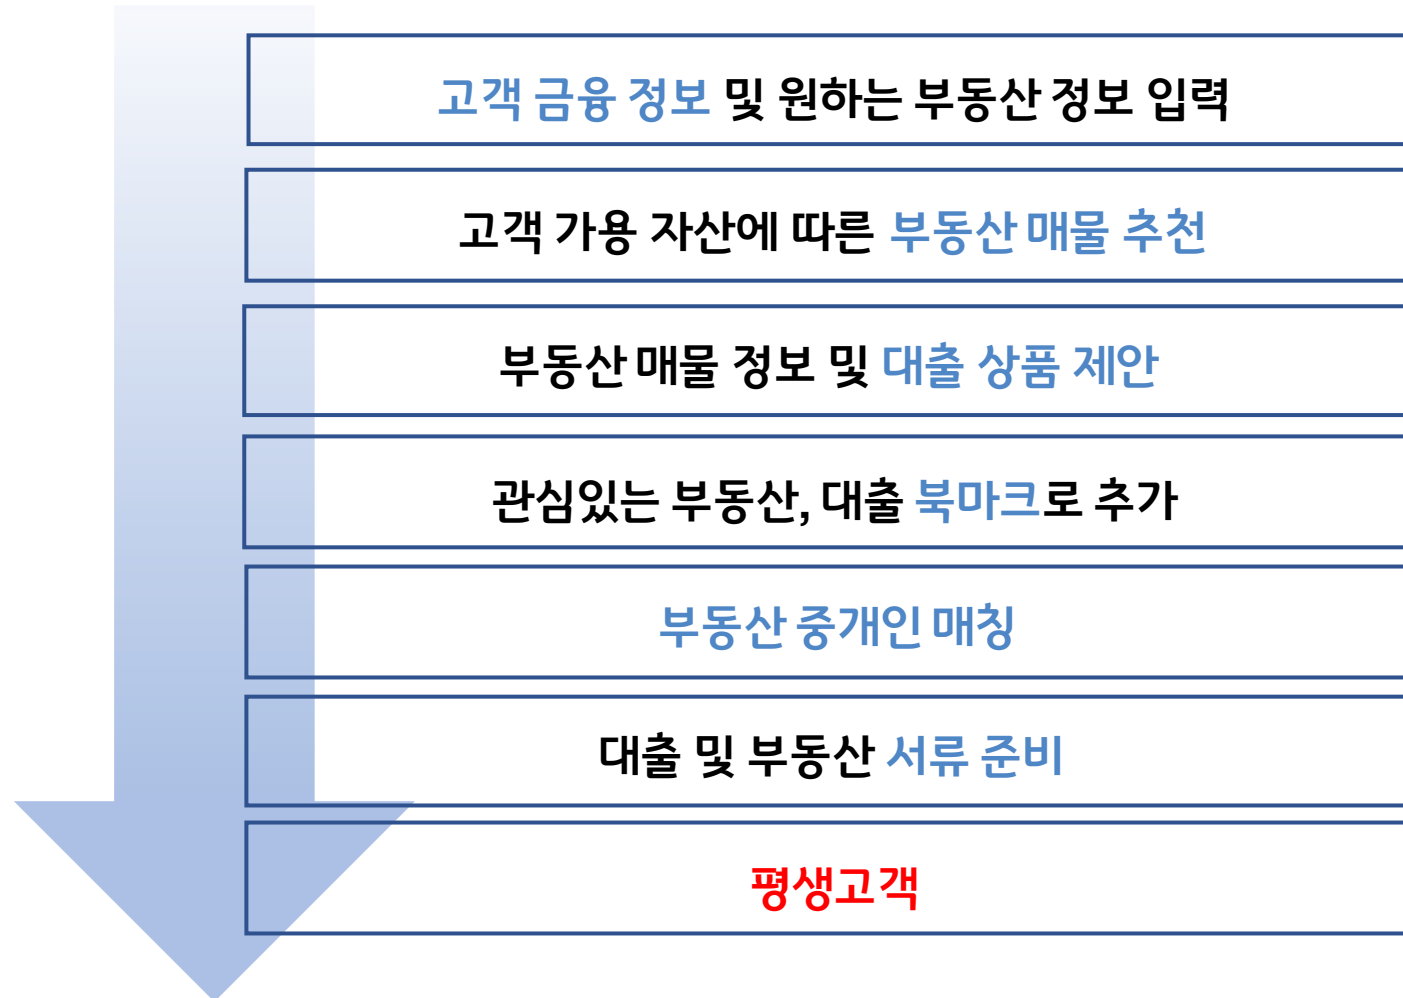 고객 금융 정보 및 원하는 부동산 정보 입력
고객 가용 자산에 따른 부동산 매물 추천
부동산 매물 정보 및 대출 상품 제안
관심있는 부동산, 대출 북마크로 추가
부동산 중개인 매칭
대출 및 부동산 서류 준비
평생고객